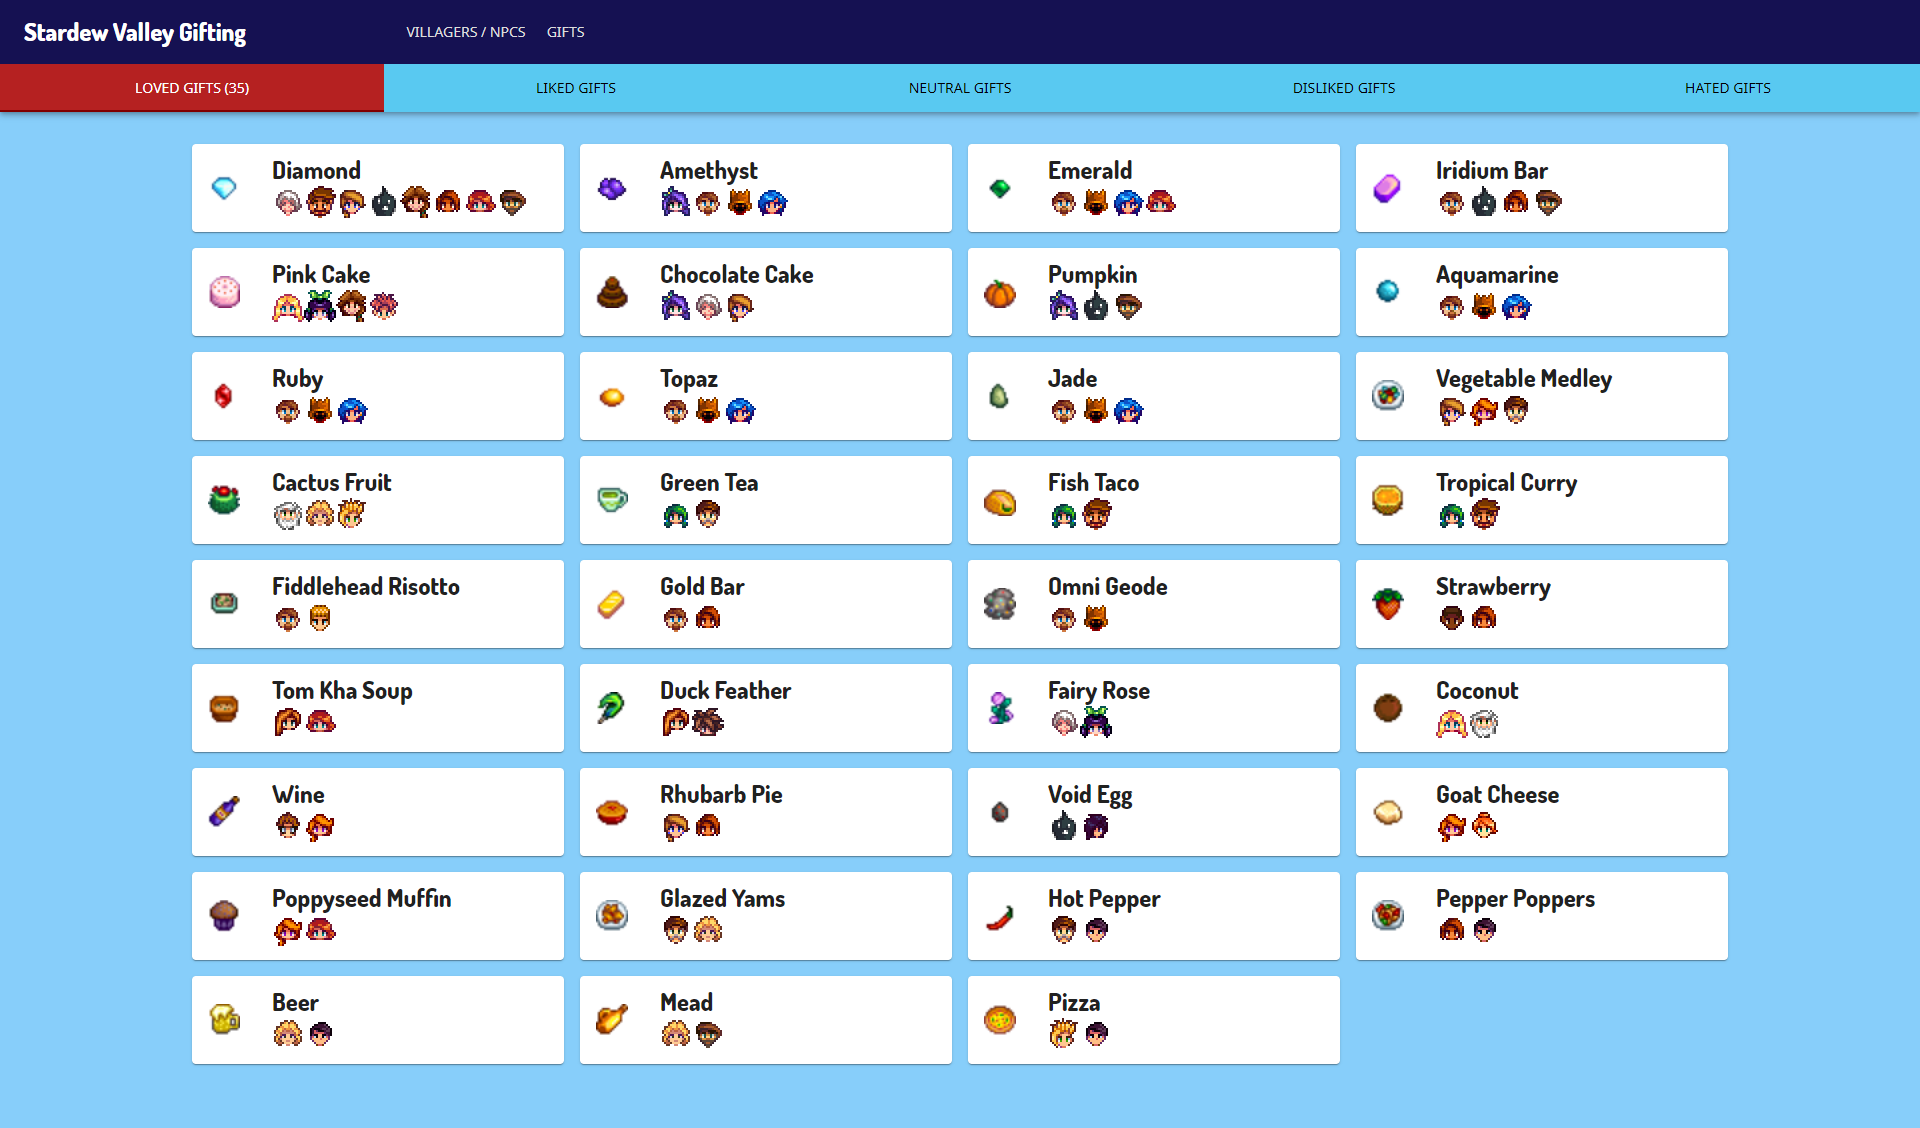 Stardew Valley Gifting
VILLAGERS / NPCS
GIFTS
LOVED GIFTS (35)
LIKED GIFTS
NEUTRAL GIFTS
DISLIKED GIFTS
HATED GIFTS
Diamond
Amethyst
Emerald
Iridium Bar
Pink Cake
Chocolate Cake
Pumpkin
Aquamarine
Ruby
Topaz
Jade
Vegetable Medley
Cactus Fruit
Green Tea
Fish Taco
Tropical Curry
Fiddlehead Risotto
Gold Bar
Omni Geode
Strawberry
Tom Kha Soup
Duck Feather
Fairy Rose
Coconut
Wine
Rhubarb Pie
Void Egg
Goat Cheese
Poppyseed Muffin
Glazed Yams
Hot Pepper
Pepper Poppers
Beer
Mead
Pizza